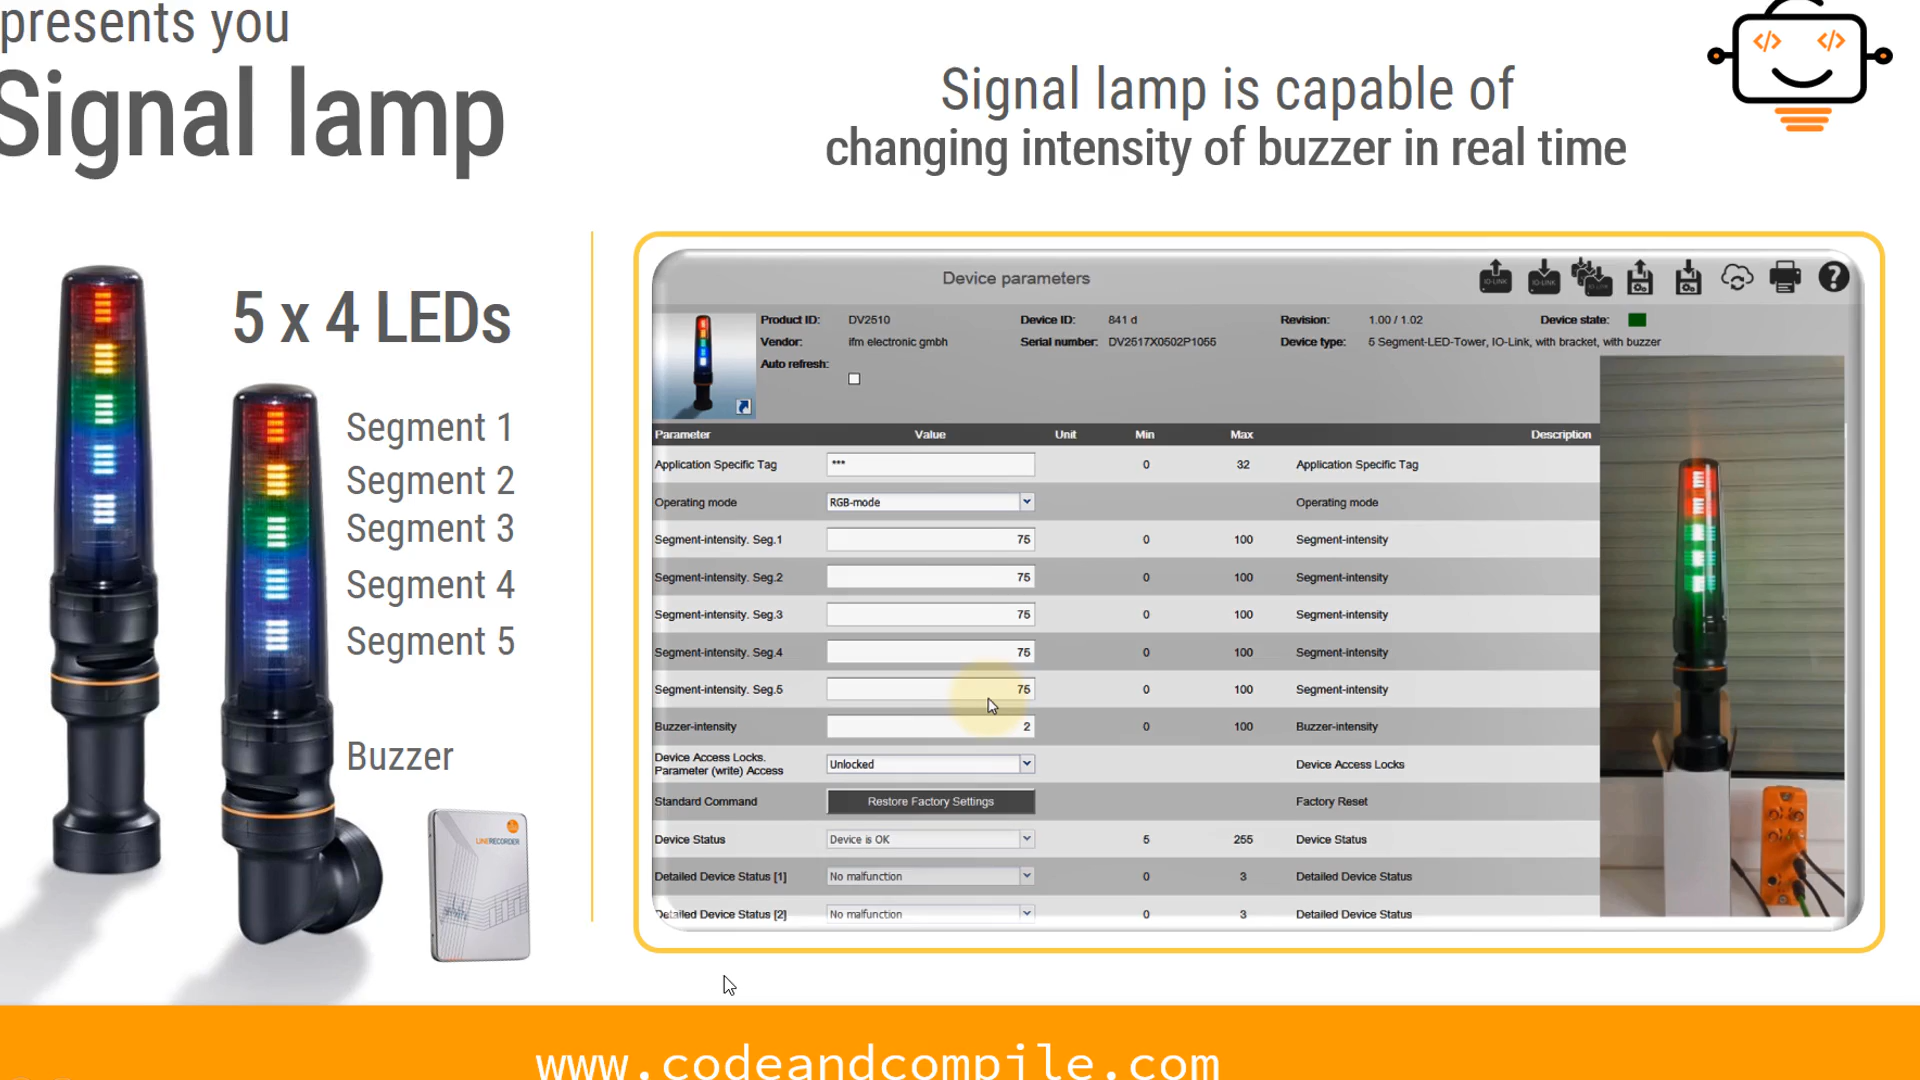 presents you
Signal lamp
Signal lamp is capable of
changing intensity of buzzer in real time
</>
</>
5 x 4 LEDs
Segment 1
Segment 2
Segment 3
Segment 4
Segment 5
Buzzer
LINERECORDER
Device parameters
IO-LINK
IO-LINK
?
Product ID: DV2510 Device ID: 841 d Revision: 1.00 / 1.02 Device state:
Vendor: ifm electronic gmbh Serial number: DV2517X0502P1055 Device type: 5 Segment-LED-Tower, IO-Link, with bracket, with buzzer
Auto refresh:
Parameter Value Unit Min Max Description
Application Specific Tag *** 0 32 Application Specific Tag
Operating mode RGB-mode Operating mode
Segment-intensity. Seg.1 75 0 100 Segment-intensity
Segment-intensity. Seg.2 75 0 100 Segment-intensity
Segment-intensity. Seg.3 75 0 100 Segment-intensity
Segment-intensity. Seg.4 75 0 100 Segment-intensity
Segment-intensity. Seg.5 75 0 100 Segment-intensity
Buzzer-intensity 2 0 100 Buzzer-intensity
Device Access Locks.
Parameter (write) Access Unlocked Device Access Locks
Standard Command Restore Factory Settings Factory Reset
Device Status Device is OK 5 255 Device Status
Detailed Device Status [1] No malfunction 0 3 Detailed Device Status
Detailed Device Status [2] No malfunction 0 3 Detailed Device Status
www.codeandcompile.com